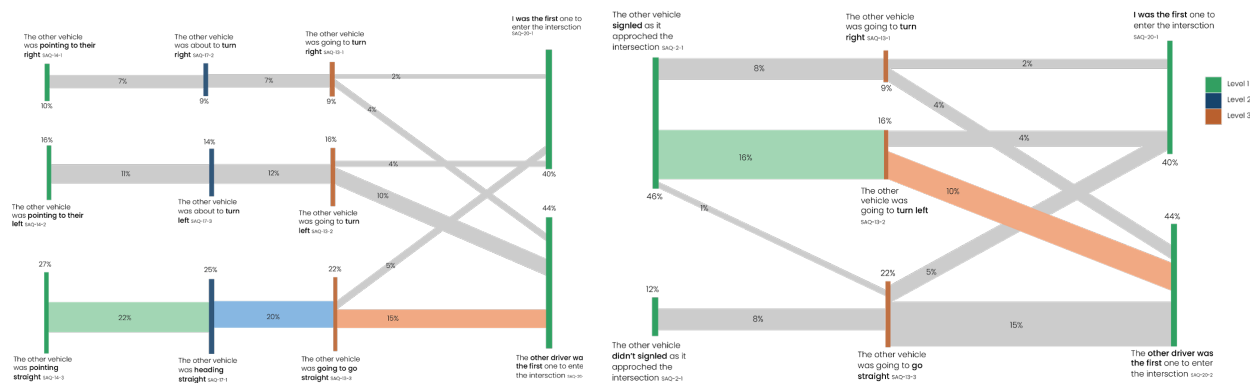 The other vehicle
was pointing to their
right SAQ-14-1
10%
7%
The other vehicle
was about to turn
right SAQ-17-2
9%
7%
The other vehicle
was going to turn
right SAQ-13-1
9%
2%
4%
I was the first one to
enter the intersction
SAQ-20-1
40%
16%
The other vehicle
was pointing to their
left SAQ-14-2
11%
14%
The other vehicle
was about to turn
left SAQ-17-3
12%
16%
The other vehicle
was going to turn
left SAQ-13-2
4%
10%
44%
27%
The other vehicle
was pointing
straight SAQ-14-3
22%
25%
The other vehicle
was heading
straight SAQ-17-1
20%
22%
The other vehicle
was going to go
straight SAQ-13-3
5%
15%
The other driver wa
the first one to ente
the intersction SAQ-20-
The other vehicle
signled as it
approched the
intersection SAQ-2-1
46%
8%
16%
1%
The other vehicle
was going to turn
right SAQ-13-1
9%
2%
4%
16%
The other
vehicle was
going to turn left
SAQ-13-2
4%
10%
I was the first one to
enter the intersction
SAQ-20-1
40%
12%
The other vehicle
didn't signled as it
approached the
intersection SAQ-2-1
8%
22%
The other vehicle
was going to go
straight SAQ-13-3
5%
15%
44%
The other driver was
the first one to enter
the intersction SAQ-20-2
Level 1
Level 2
Level 3